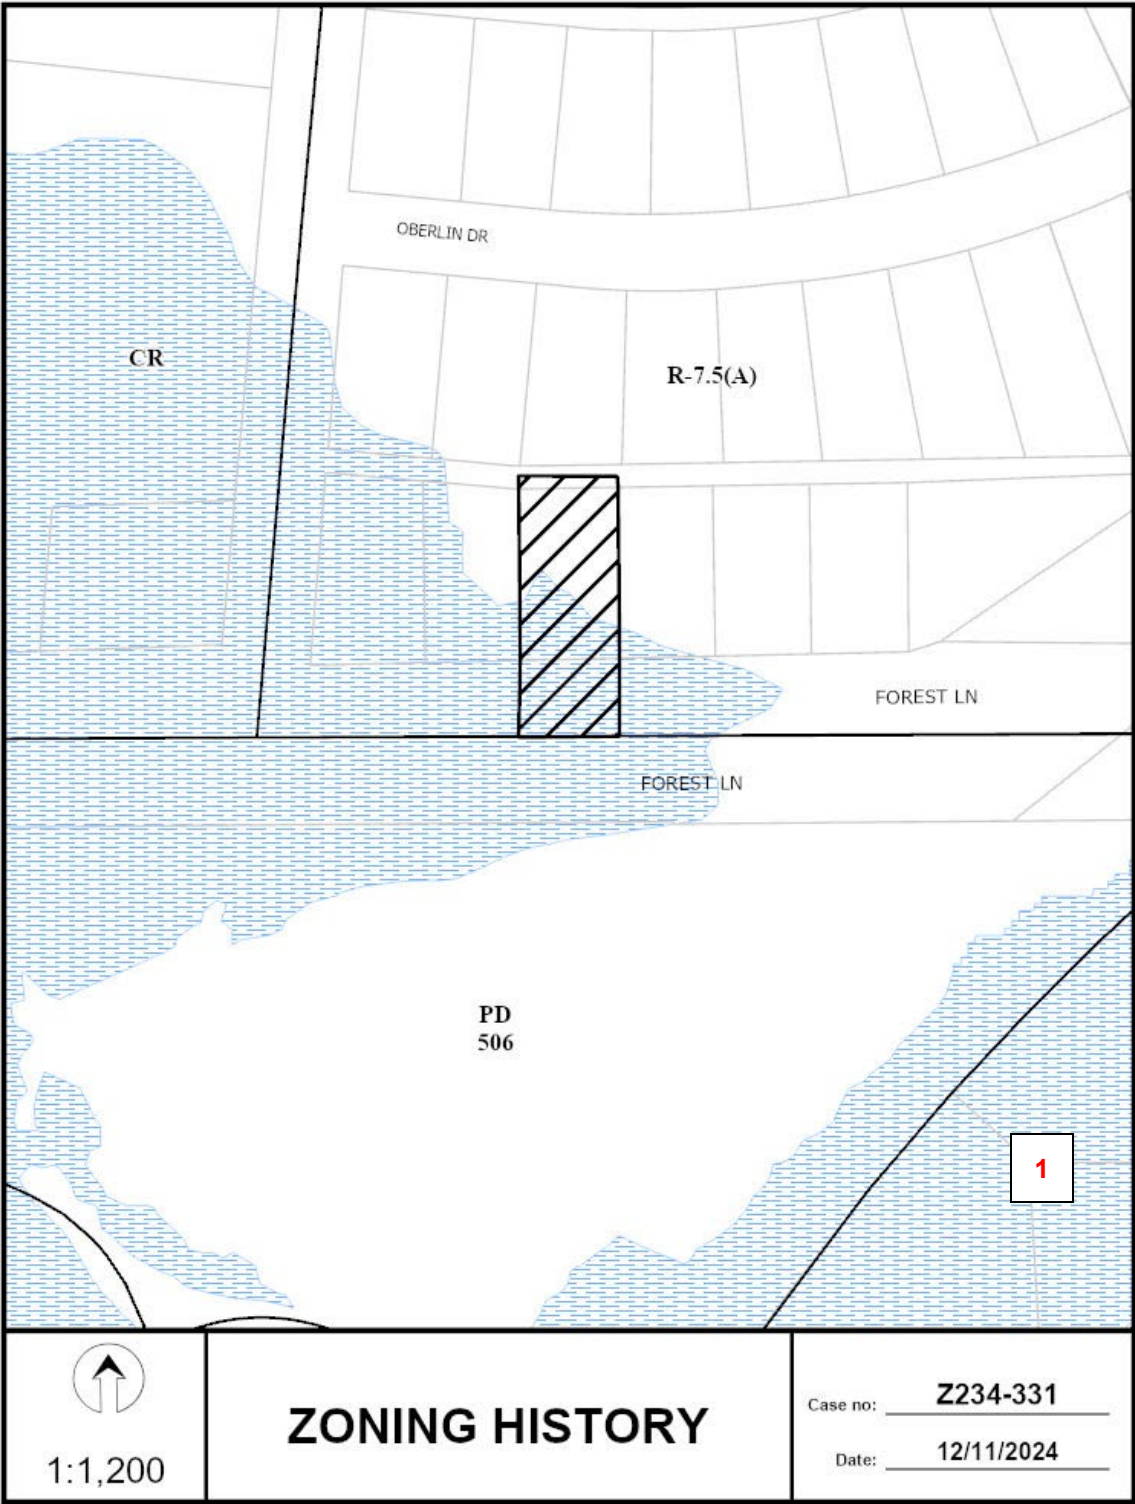 OBERLIN DR
CR
R-7.5(A)
FOREST LN
FOREST LN
PD
506
1
1:1,200
ZONING HISTORY
Case no: Z234-331
Date: 12/11/2024